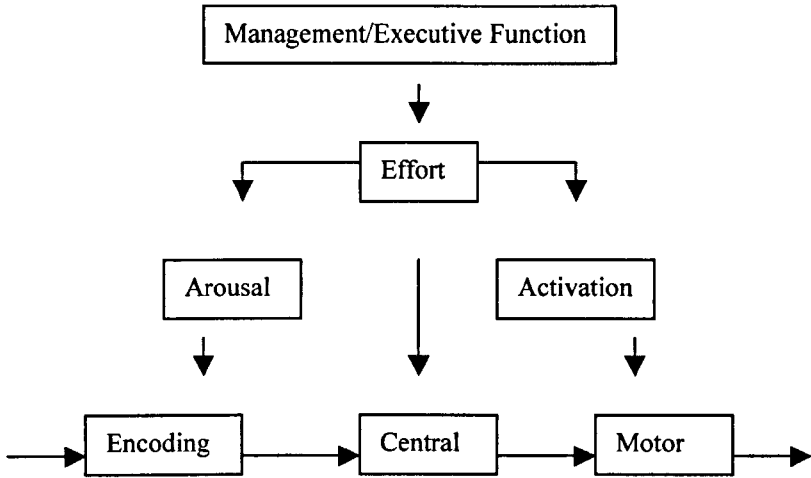 Management/Executive Function
Effort
Arousal
Activation
Encoding
Central
Motor